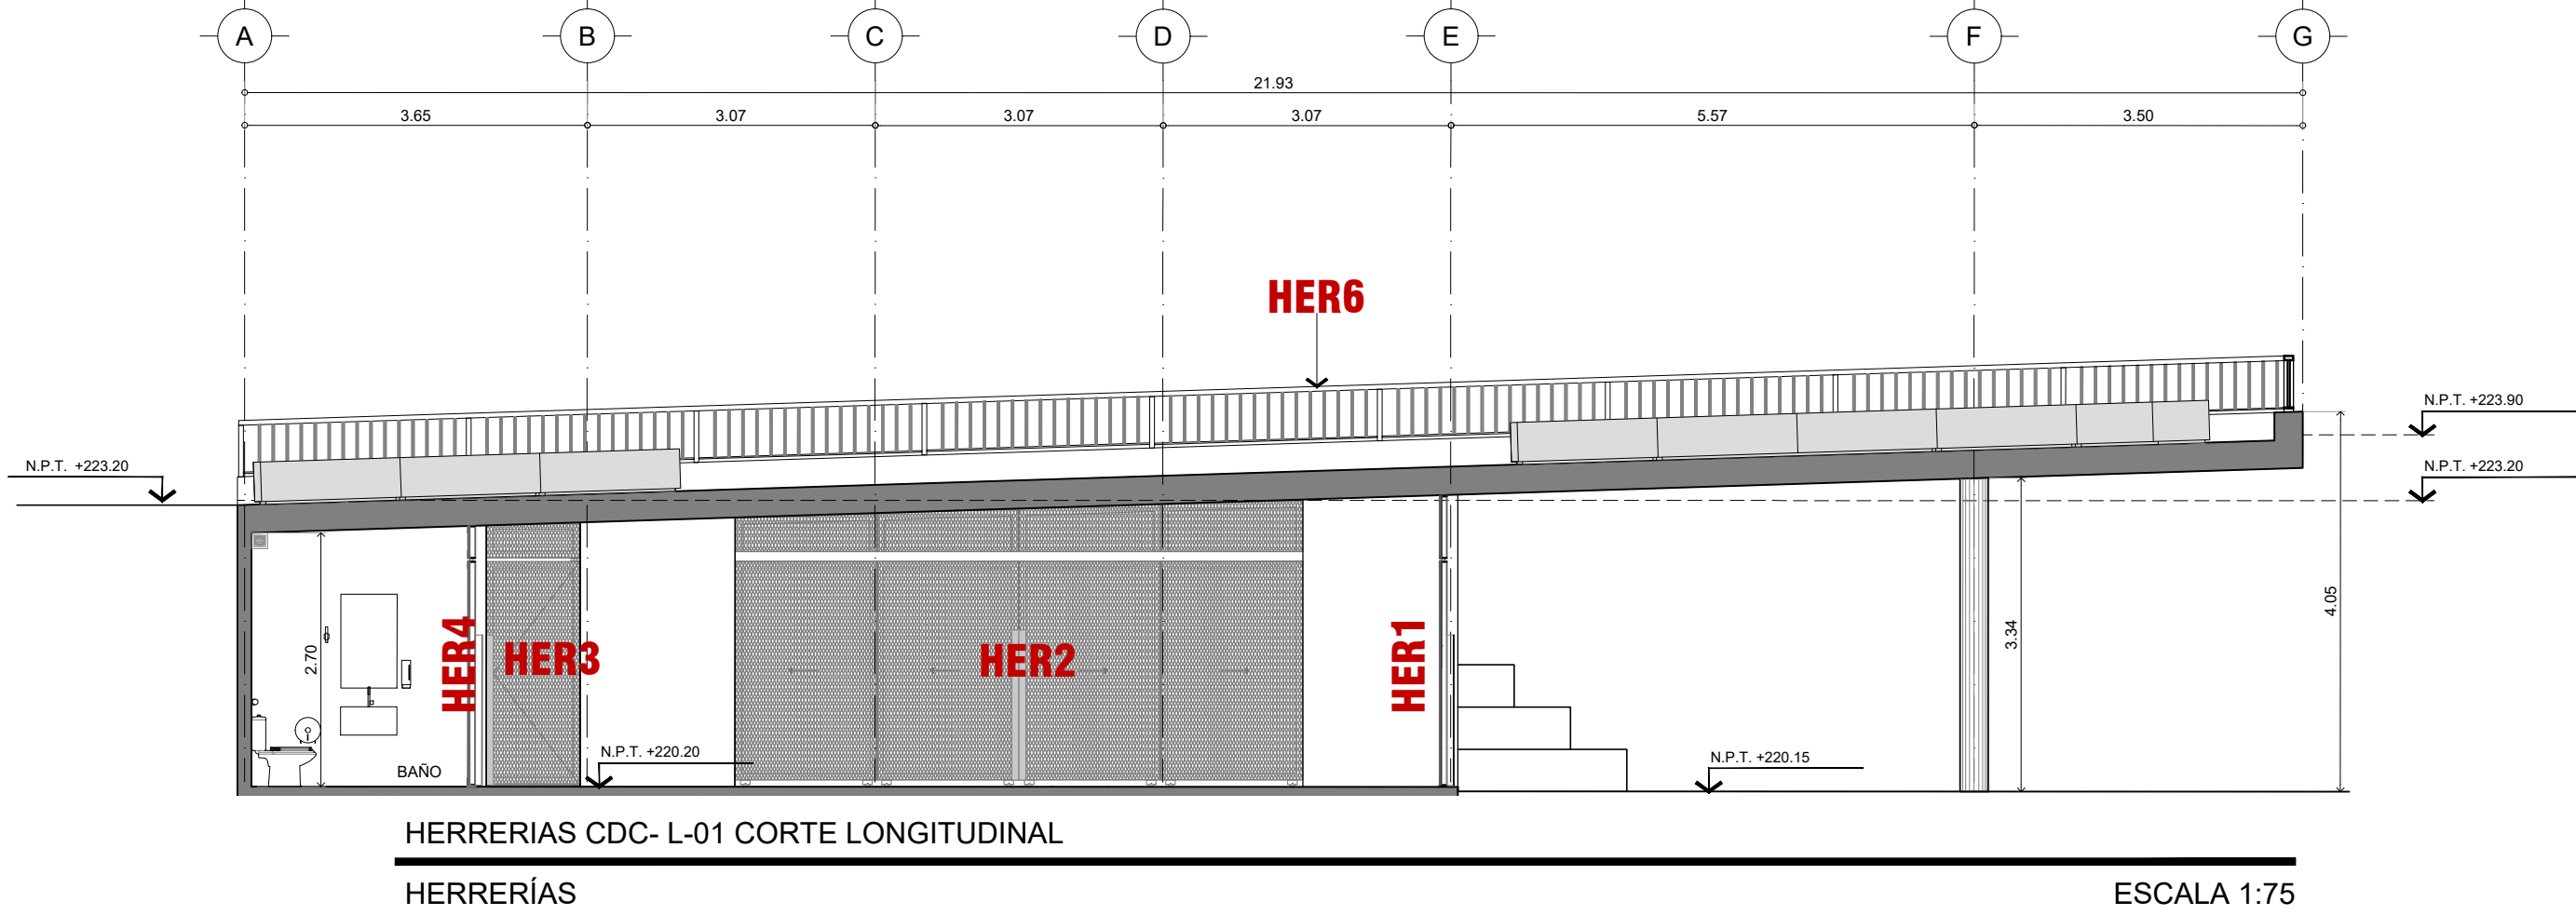 A B C D E F G
21.93
3.65 3.07 3.07 3.07 5.57 3.50
HER6
N.P.T. +223.90
N.P.T. +223.20
N.P.T. +223.20
4.05
HER4
HER3
HER2
HER1
2.70
3.34
N.P.T. +220.20
N.P.T. +220.15
BAÑO
HERRERIAS CDC- L-01 CORTE LONGITUDINAL
HERRERÍAS
ESCALA 1:75